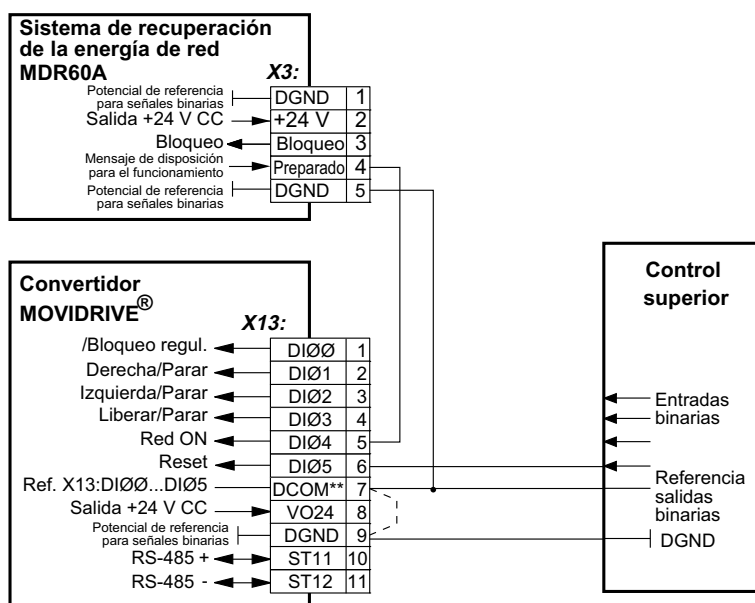 Sistema de recuperación
de la energía de red
MDR60A
X3:
Potencial de referencia
para señales binarias
DGND 1
Salida +24 V CC
+24 V 2
Bloqueo
Bloqueo 3
Mensaje de disposición
para el funcionamiento
Preparado 4
Potencial de referencia
para señales binarias
DGND 5
Convertidor
MOVIDRIVE®
X13:
/Bloqueo regul.
DIØØ 1
Derecha/Parar
DIØ1 2
Izquierda/Parar
DIØ2 3
Liberar/Parar
DIØ3 4
Red ON
DIØ4 5
Reset
DIØ5 6
Ref. X13:DIØØ...DIØ5
DCOM** 7
Salida +24 V CC
VO24 8
Potencial de referencia
para señales binarias
DGND 9
RS-485 +
ST11 10
RS-485 -
ST12 11
Control
superior
Entradas
binarias
Referencia
salidas
binarias
DGND